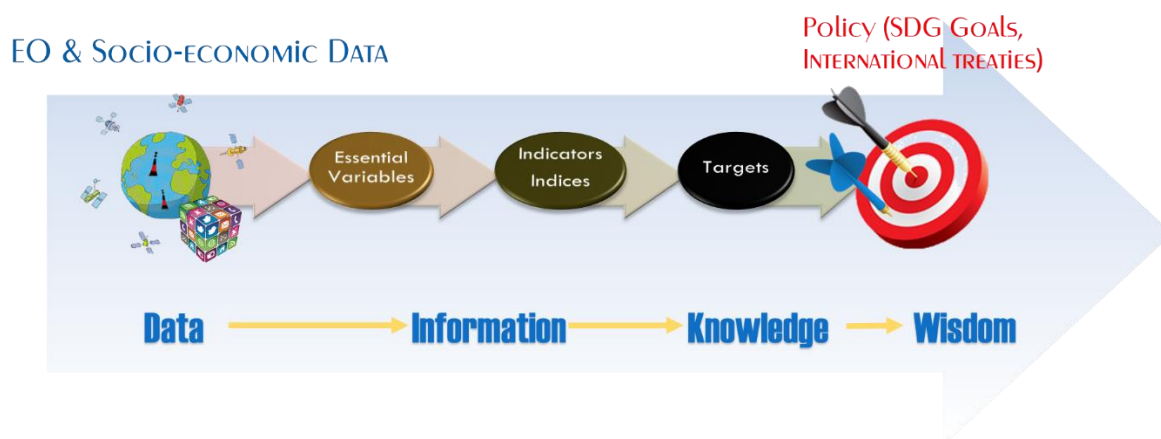 Policy (SDG Goals,
International treaties)
EO & Socio-economic Data
Essential
Variables
Indicators
Indices
Targets
Data
Information
Knowledge
Wisdom